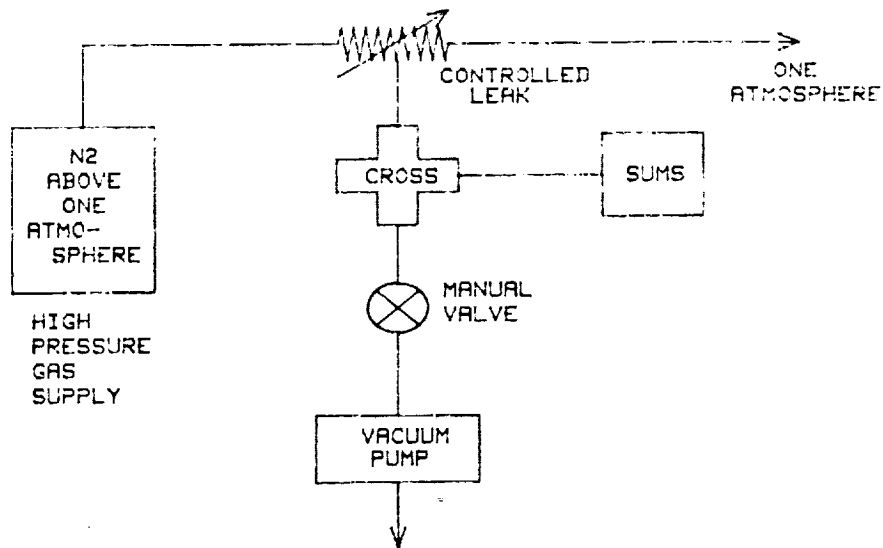 CONTROLLED
LEAK
ONE
ATMOSPHERE
N2
ABOVE
ONE
ATMO-
SPHERE
CROSS
SUMS
MANUAL
VALVE
HIGH
PRESSURE
GAS
SUPPLY
VACUUM
PUMP